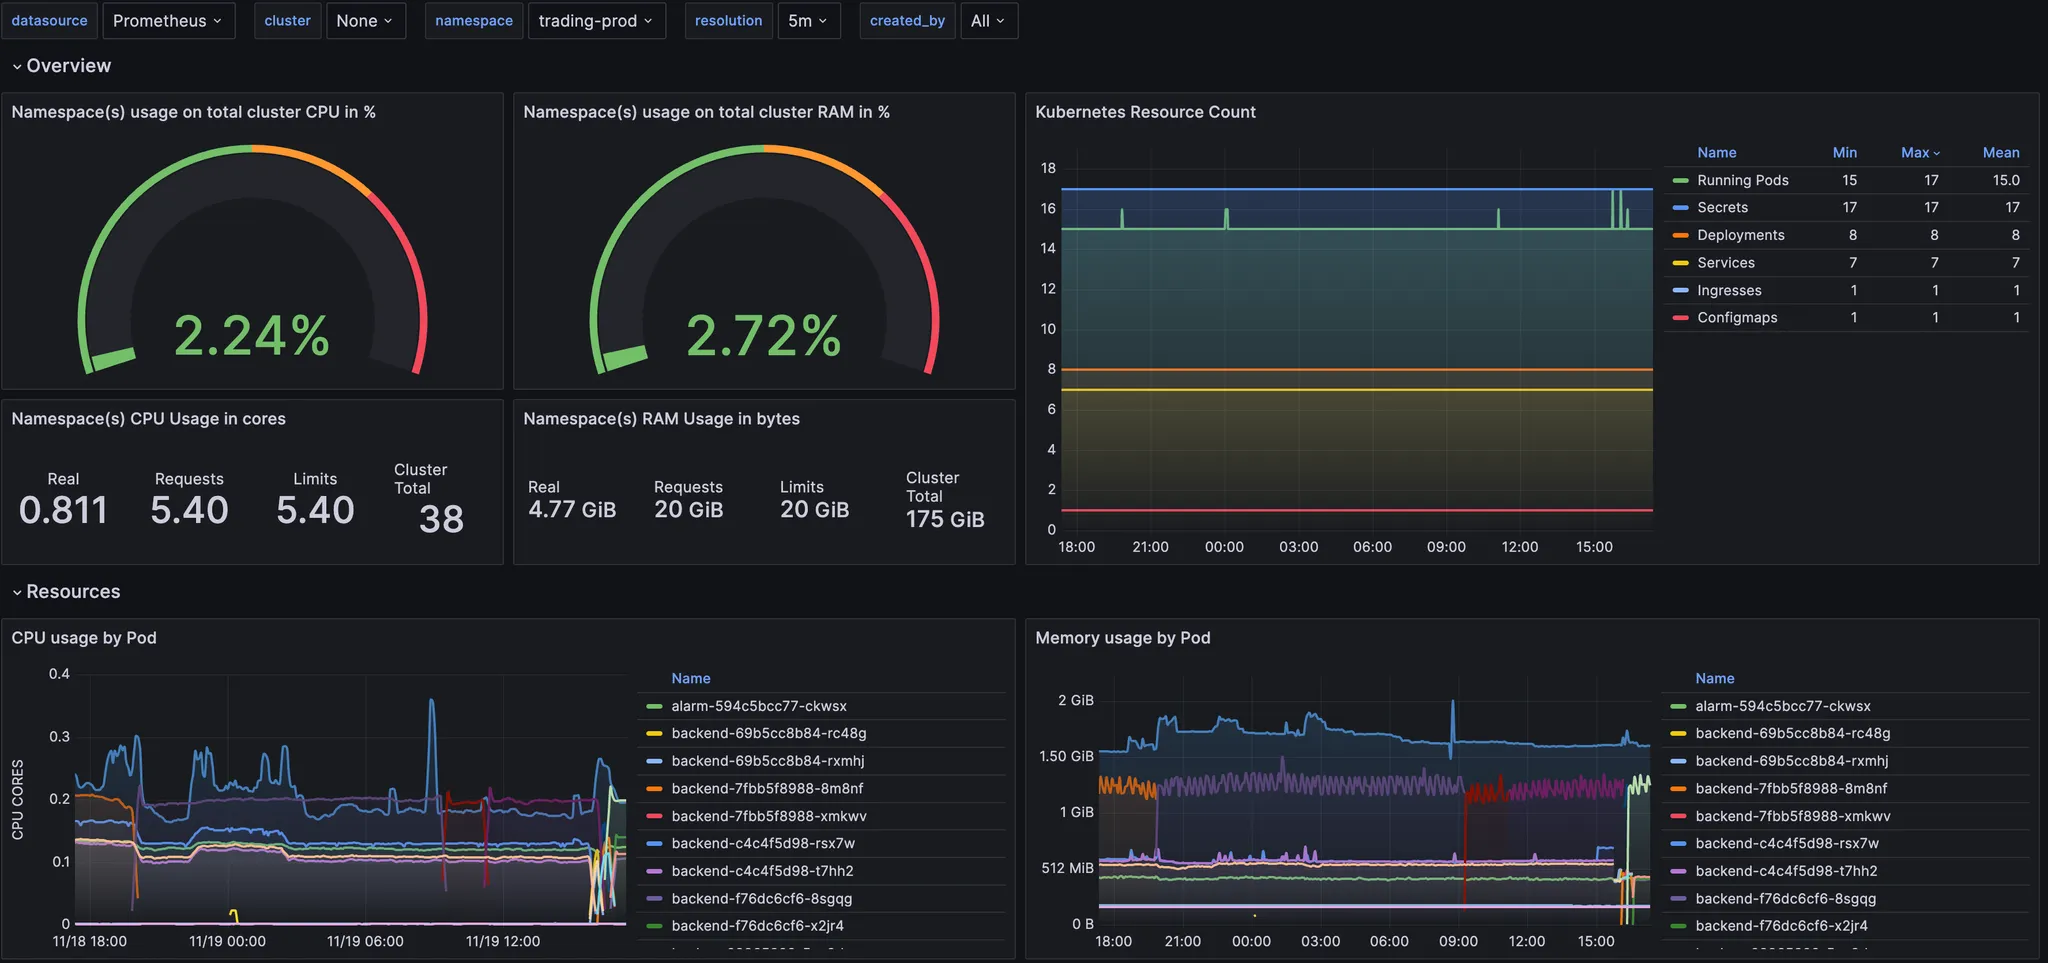 datasource Prometheus cluster None namespace trading-prod resolution 5m created_by All
Overview
Namespace(s) usage on total cluster CPU in %
2.24%
Namespace(s) usage on total cluster RAM in %
2.72%
Kubernetes Resource Count
18
16
14
12
10
8
6
4
2
0
18:00 21:00 00:00 03:00 06:00 09:00 12:00 15:00
Name Min Max Mean
Running Pods 15 17 15.0
Secrets 17 17 17
Deployments 8 8 8
Services 7 7 7
Ingresses 1 1 1
Configmaps 1 1 1
Namespace(s) CPU Usage in cores
Real
0.811
Requests
5.40
Limits
5.40
Cluster
Total
38
Namespace(s) RAM Usage in bytes
Real
4.77 GiB
Requests
20 GiB
Limits
20 GiB
Cluster
Total
175 GiB
Resources
CPU usage by Pod
CPU CORES
0.4
0.3
0.2
0.1
0
11/18 18:00 11/19 00:00 11/19 06:00 11/19 12:00
Name
alarm-594c5bcc77-ckwsx
backend-69b5cc8b84-rc48g
backend-69b5cc8b84-rxmhj
backend-7fbb5f8988-8m8nf
backend-7fbb5f8988-xmkwv
backend-c4c4f5d98-rsx7w
backend-c4c4f5d98-t7hh2
backend-f76dc6cf6-8sgqg
backend-f76dc6cf6-x2jr4
Memory usage by Pod
2 GiB
1.50 GiB
1 GiB
512 MiB
0 B
18:00 21:00 00:00 03:00 06:00 09:00 12:00 15:00
Name
alarm-594c5bcc77-ckwsx
backend-69b5cc8b84-rc48g
backend-69b5cc8b84-rxmhj
backend-7fbb5f8988-8m8nf
backend-7fbb5f8988-xmkwv
backend-c4c4f5d98-rsx7w
backend-c4c4f5d98-t7hh2
backend-f76dc6cf6-8sgqg
backend-f76dc6cf6-x2jr4